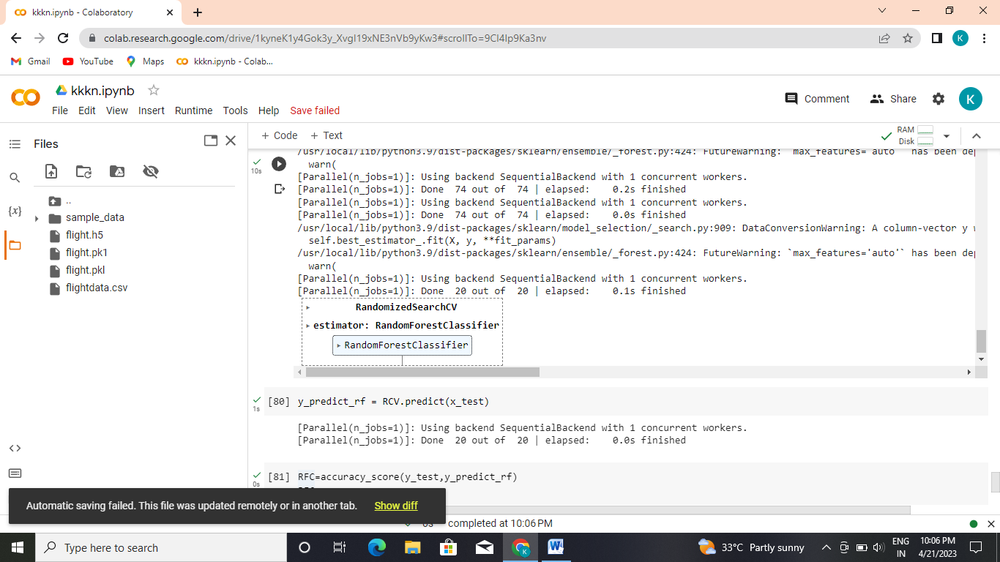 kkkn.ipynb - Colaboratory
colab.research.google.com/drive/1kyneK1y4Gok3y_XvgI19xNE3nVb9yKw3#scrollTo=9Cl4lp9Ka3nv
K
Gmail YouTube Maps kkkn.ipynb - Colab...
kkkn.ipynb
File Edit View Insert Runtime Tools Help Save failed
Comment Share K
Files
+ Code + Text
RAM
Disk
{x}
..
sample_data
flight.h5
flight.pk1
flight.pkl
flightdata.csv
10s
/usr/local/lib/python3.9/dist-packages/sklearn/ensemble/_forest.py:424: FutureWarning: `max_features='auto'` has been dep
warn(
[Parallel(n_jobs=1)]: Using backend SequentialBackend with 1 concurrent workers.
[Parallel(n_jobs=1)]: Done 74 out of 74 | elapsed: 0.2s finished
[Parallel(n_jobs=1)]: Using backend SequentialBackend with 1 concurrent workers.
[Parallel(n_jobs=1)]: Done 74 out of 74 | elapsed: 0.0s finished
/usr/local/lib/python3.9/dist-packages/sklearn/model_selection/_search.py:909: DataConversionWarning: A column-vector y w
self.best_estimator_.fit(X, y, **fit_params)
/usr/local/lib/python3.9/dist-packages/sklearn/ensemble/_forest.py:424: FutureWarning: `max_features='auto'` has been dep
warn(
[Parallel(n_jobs=1)]: Using backend SequentialBackend with 1 concurrent workers.
[Parallel(n_jobs=1)]: Done 20 out of 20 | elapsed: 0.1s finished
RandomizedSearchCV
estimator: RandomForestClassifier
RandomForestClassifier
1s
[80] y_predict_rf = RCV.predict(x_test)
[Parallel(n_jobs=1)]: Using backend SequentialBackend with 1 concurrent workers.
[Parallel(n_jobs=1)]: Done 20 out of 20 | elapsed: 0.0s finished
0s
[81] RFC=accuracy_score(y_test,y_predict_rf)
Automatic saving failed. This file was updated remotely or in another tab. Show diff
0s completed at 10:06 PM
Type here to search
K
33°C Partly sunny
ENG
IN
10:06 PM
4/21/2023